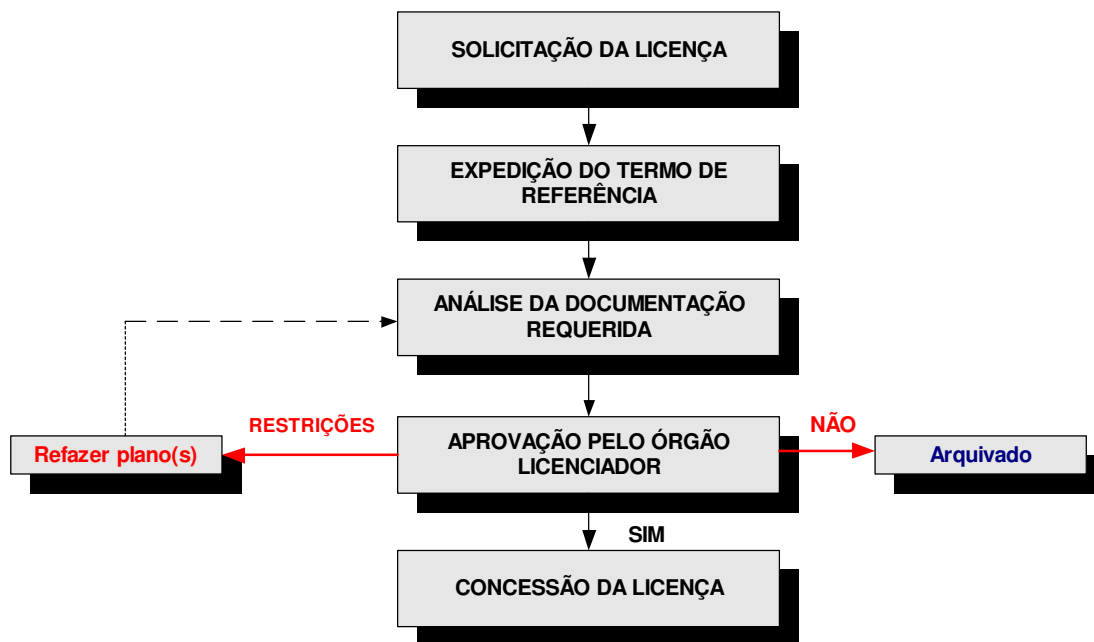 SOLICITAÇÃO DA LICENÇA
EXPEDIÇÃO DO TERMO DE
REFERÊNCIA
ANÁLISE DA DOCUMENTAÇÃO
REQUERIDA
RESTRIÇÕES
APROVAÇÃO PELO ÓRGÃO
LICENCIADOR
NÃO
Refazer plano(s)
Arquivado
SIM
CONCESSÃO DA LICENÇA